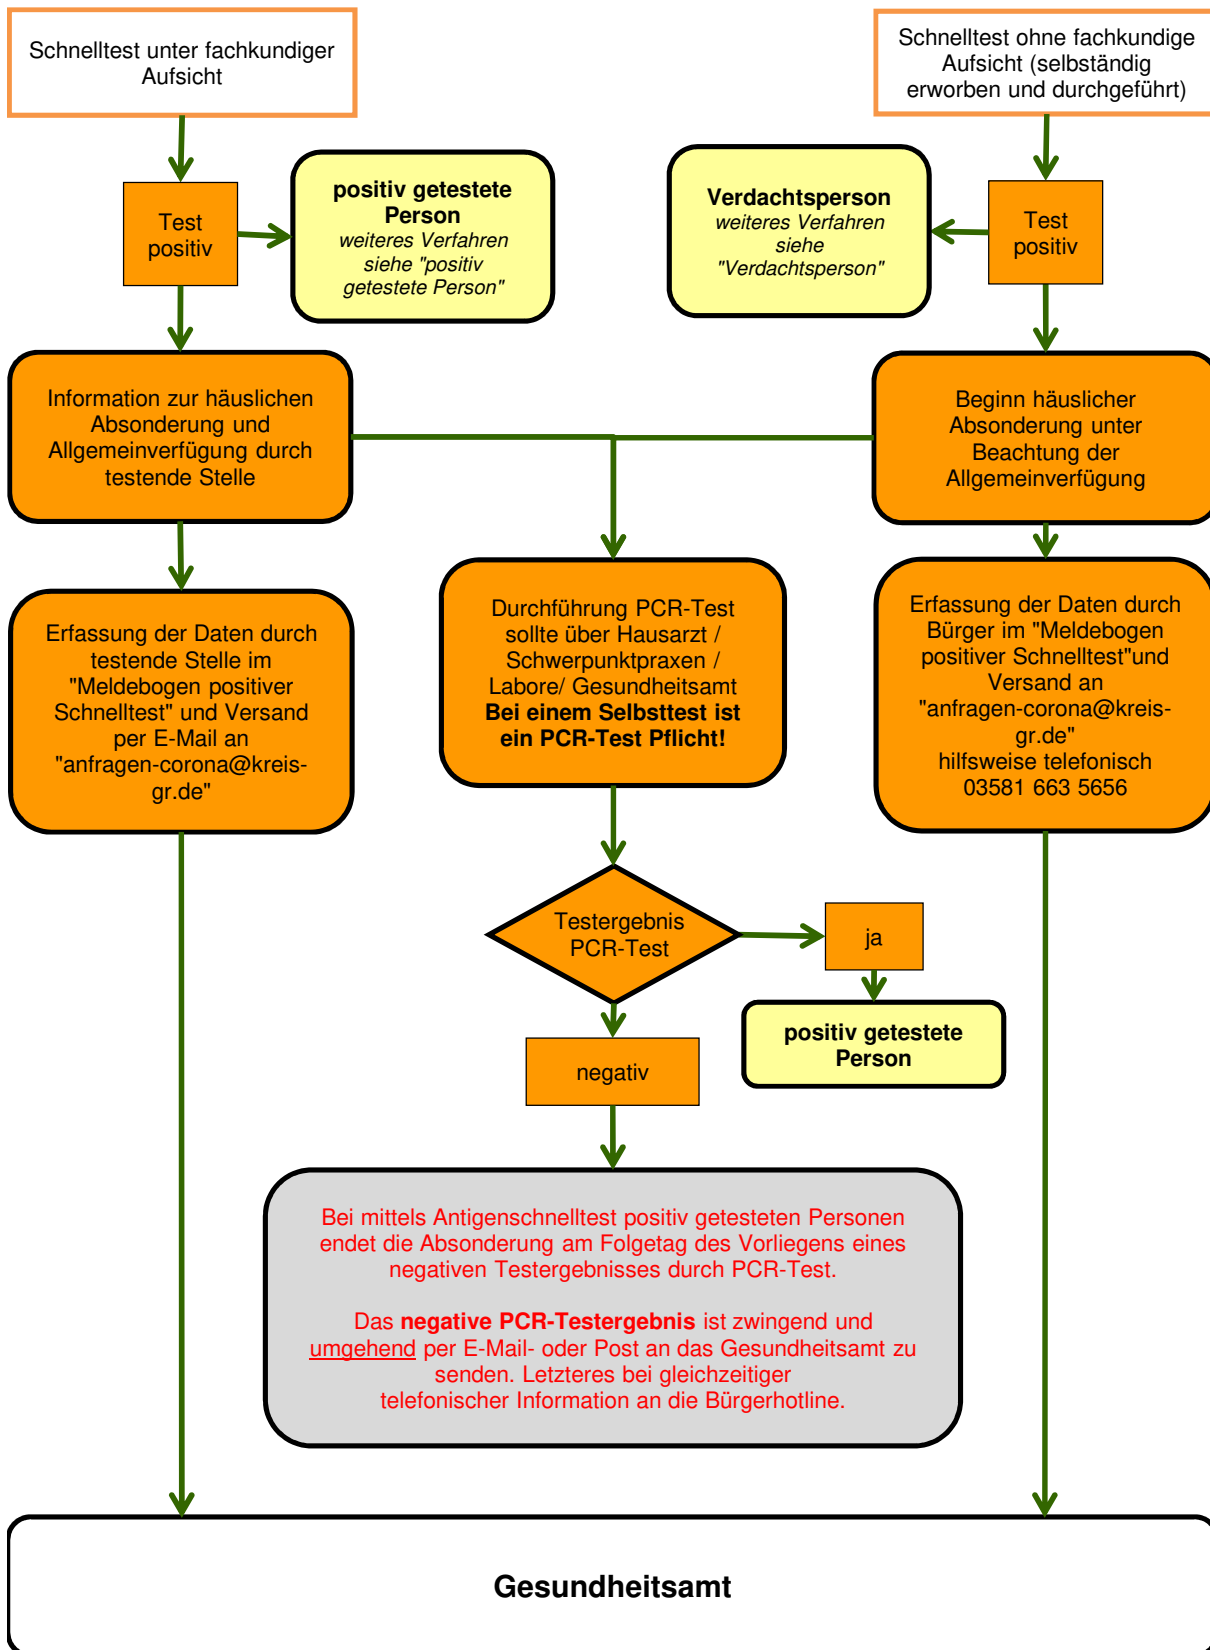 Schnelltest unter fachkundiger
Aufsicht
Schnelltest ohne fachkundige
Aufsicht (selbständig
erworben und durchgeführt)
Test
positiv
positiv getestete
Person
weiteres Verfahren
siehe "positiv
getestete Person"
Verdachtsperson
weiteres Verfahren
siehe
"Verdachtsperson"
Test
positiv
Information zur häuslichen
Absonderung und
Allgemeinverfügung durch
testende Stelle
Beginn häuslicher
Absonderung unter
Beachtung der
Allgemeinverfügung
Erfassung der Daten durch
testende Stelle im
"Meldebogen positiver
Schnelltest" und Versand
per E-Mail an
"anfragen-corona@kreis-
gr.de"
Durchführung PCR-Test
sollte über Hausarzt /
Schwerpunktpraxen /
Labore/ Gesundheitsamt
Bei einem Selbsttest ist
ein PCR-Test Pflicht!
Erfassung der Daten durch
Bürger im "Meldebogen
positiver Schnelltest"und
Versand an
"anfragen-corona@kreis-
gr.de"
hilfsweise telefonisch
03581 663 5656
Testergebnis
PCR-Test
ja
positiv getestete
Person
negativ
Bei mittels Antigenschnelltest positiv getesteten Personen
endet die Absonderung am Folgetag des Vorliegens eines
negativen Testergebnisses durch PCR-Test.
Das negative PCR-Testergebnis ist zwingend und
umgehend per E-Mail- oder Post an das Gesundheitsamt zu
senden. Letzteres bei gleichzeitiger
telefonischer Information an die Bürgerhotline.
Gesundheitsamt